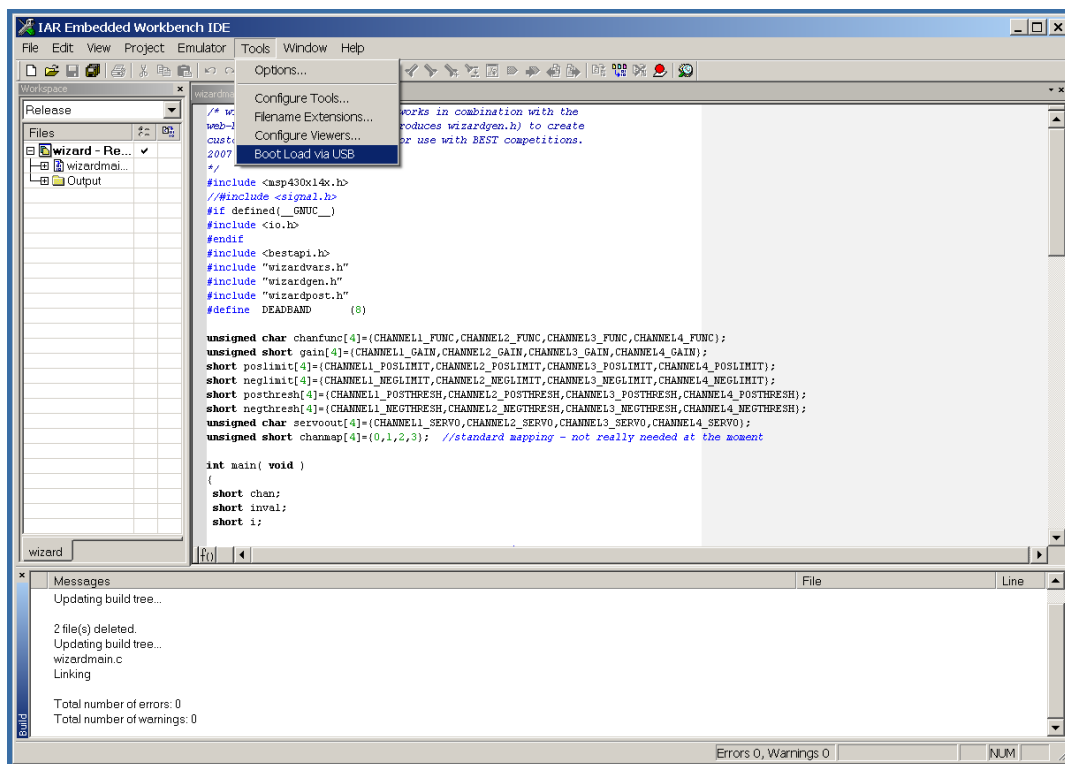 IAR Embedded Workbench IDE
File Edit View Project Emulator Tools Window Help
Options...
Configure Tools...
Filename Extensions...
Configure Viewers...
Boot Load via USB
Workspace
Release
Files
wizard - Re...
wizardmai...
Output
wizard
wizardma
/* w
works in combination with the
web-l
roduces wizardgen.h) to create
custo
or use with BEST competitions.
2007
*/
#include <msp430x14x.h>
//#include <signal.h>
#if defined(__GNUC__)
#include <io.h>
#endif
#include <bestapi.h>
#include "wizardvars.h"
#include "wizardgen.h"
#include "wizardpost.h"
#define DEADBAND (8)
unsigned char chanfunc[4]={CHANNEL1_FUNC,CHANNEL2_FUNC,CHANNEL3_FUNC,CHANNEL4_FUNC};
unsigned short gain[4]={CHANNEL1_GAIN,CHANNEL2_GAIN,CHANNEL3_GAIN,CHANNEL4_GAIN};
short poslimit[4]={CHANNEL1_POSLIMIT,CHANNEL2_POSLIMIT,CHANNEL3_POSLIMIT,CHANNEL4_POSLIMIT};
short neglimit[4]={CHANNEL1_NEGLIMIT,CHANNEL2_NEGLIMIT,CHANNEL3_NEGLIMIT,CHANNEL4_NEGLIMIT};
short posthresh[4]={CHANNEL1_POSTHRESH,CHANNEL2_POSTHRESH,CHANNEL3_POSTHRESH,CHANNEL4_POSTHRESH};
short negthresh[4]={CHANNEL1_NEGTHRESH,CHANNEL2_NEGTHRESH,CHANNEL3_NEGTHRESH,CHANNEL4_NEGTHRESH};
unsigned char servoout[4]={CHANNEL1_SERVO,CHANNEL2_SERVO,CHANNEL3_SERVO,CHANNEL4_SERVO};
unsigned short chanmap[4]={0,1,2,3}; //standard mapping - not really needed at the moment
int main( void )
{
short chan;
short inval;
short i;
f()
Messages File Line
Updating build tree...
2 file(s) deleted.
Updating build tree...
wizardmain.c
Linking
Total number of errors: 0
Total number of warnings: 0
Build
Errors 0, Warnings 0 NUM